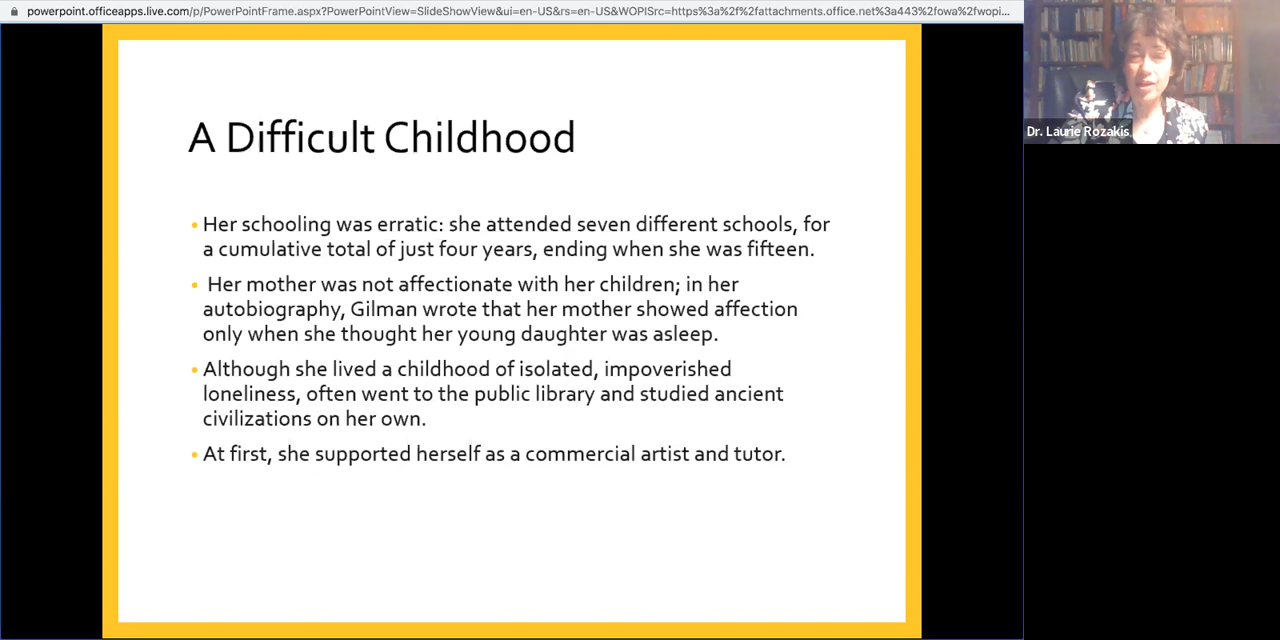 powerpoint.officeapps.live.com/p/PowerPointFrame.aspx?PowerPointView=SlideShowView&ui=en-US&rs=en-US&WOPISrc=https%3a%2f%2fattachments.office.net%3a443%2fowa%2fwopi...
Dr. Laurie Rozakis
A Difficult Childhood
• Her schooling was erratic: she attended seven different schools, for
a cumulative total of just four years, ending when she was fifteen.
• Her mother was not affectionate with her children; in her
autobiography, Gilman wrote that her mother showed affection
only when she thought her young daughter was asleep.
• Although she lived a childhood of isolated, impoverished
loneliness, often went to the public library and studied ancient
civilizations on her own.
• At first, she supported herself as a commercial artist and tutor.